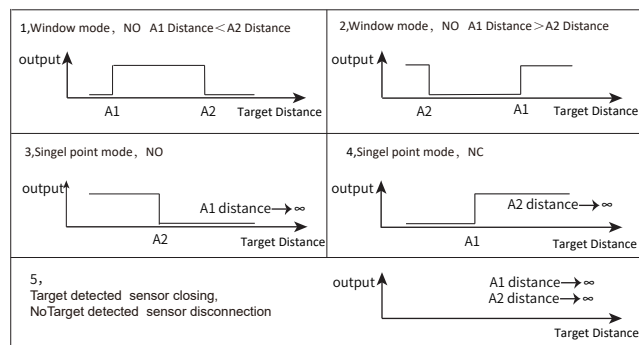 1,Window mode, NO A1 Distance<A2 Distance
output
A1
A2
Target Distance
2,Window mode, NO A1 Distance>A2 Distance
output
A2
A1
Target Distance
3,Singel point mode, NO
output
A1 distance→∞
A2
Target Distance
4,Singel point mode, NC
output
A2 distance→∞
A1
Target Distance
5,
Target detected sensor closing,
NoTarget detected sensor disconnection
output
A1 distance→∞
A2 distance→∞
Target Distance